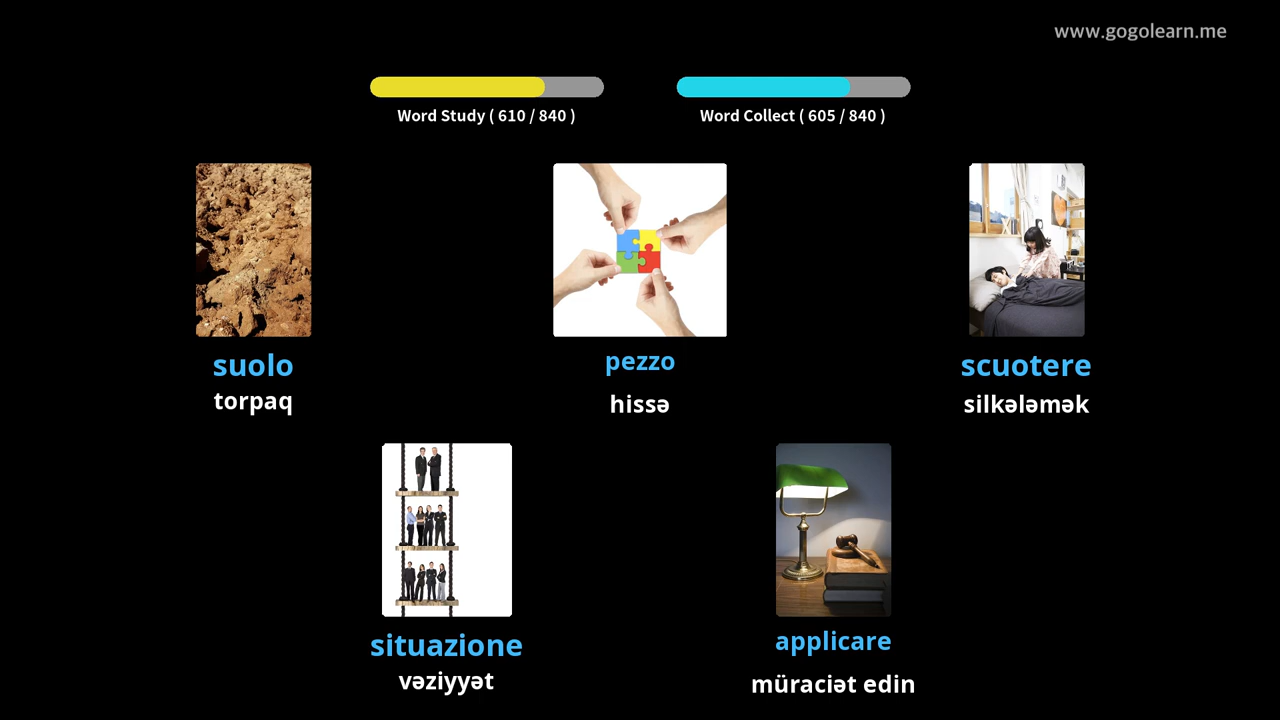 www.gogolearn.me
Word Study ( 610 / 840 )
Word Collect ( 605 / 840 )
suolo
torpaq
pezzo
hissə
scuotere
silkələmək
situazione
vəziyyət
applicare
müraciət edin